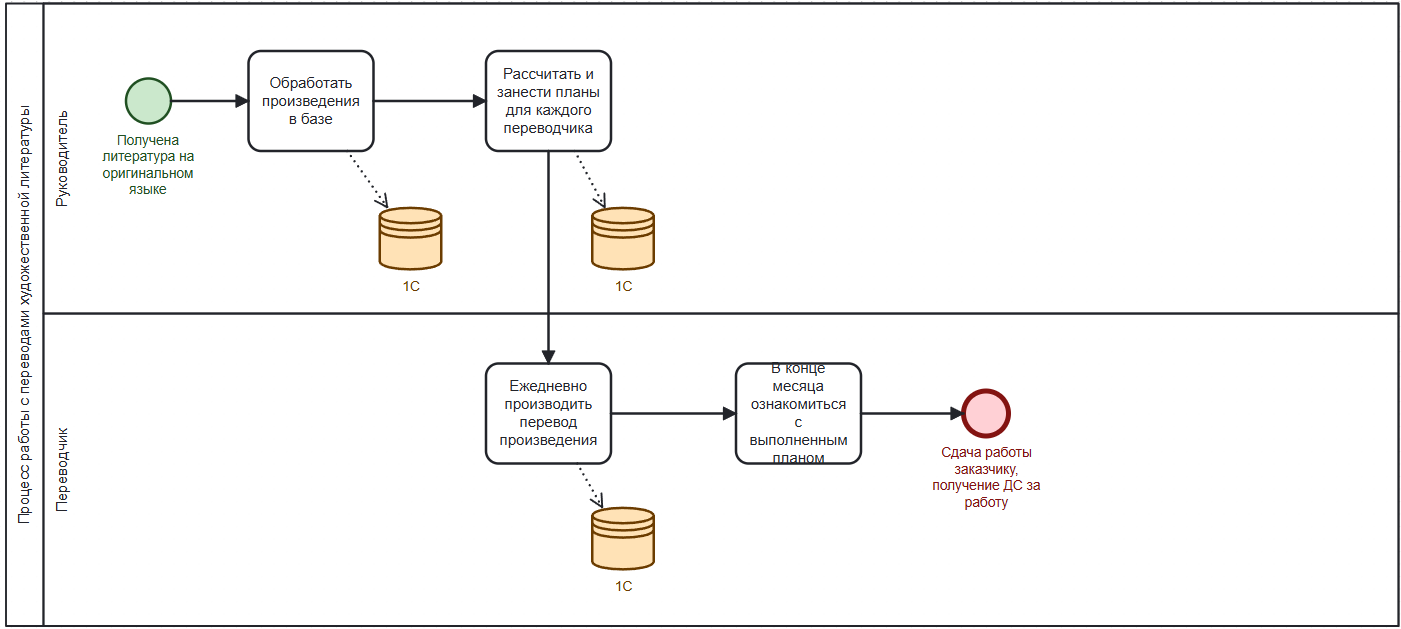 Процесс работы с переводами художественной литературы
Руководитель
Получена
литература на
оригинальном
языке
Обработать
произведения
в базе
Рассчитать и
занести планы
для каждого
переводчика
1С
1С
Переводчик
Ежедневно
производить
перевод
произведения
В конце
месяца
ознакомиться
с
выполненным
планом
Сдача работы
заказчику,
получение ДС за
работу
1С